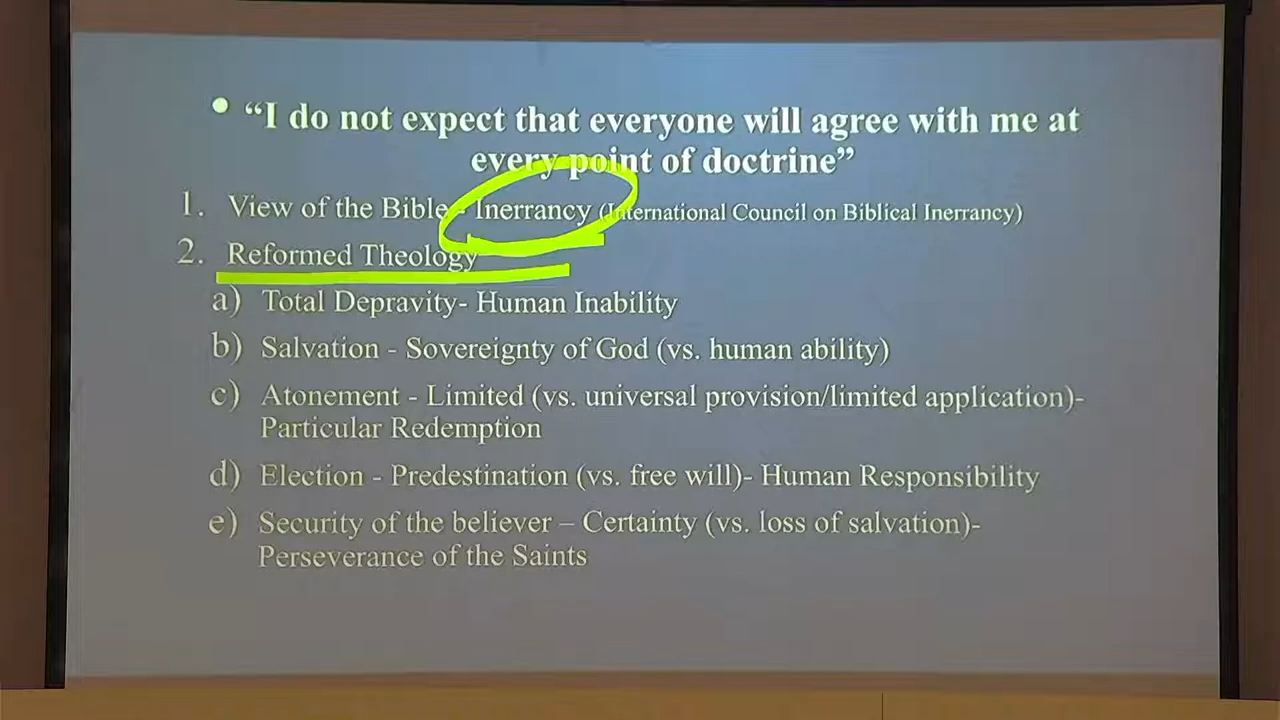 • “I do not expect that everyone will agree with me at
every point of doctrine”
1. View of the Bible - Inerrancy (International Council on Biblical Inerrancy)
2. Reformed Theology
a) Total Depravity- Human Inability
b) Salvation - Sovereignty of God (vs. human ability)
c) Atonement - Limited (vs. universal provision/limited application)-
Particular Redemption
d) Election - Predestination (vs. free will)- Human Responsibility
e) Security of the believer – Certainty (vs. loss of salvation)-
Perseverance of the Saints